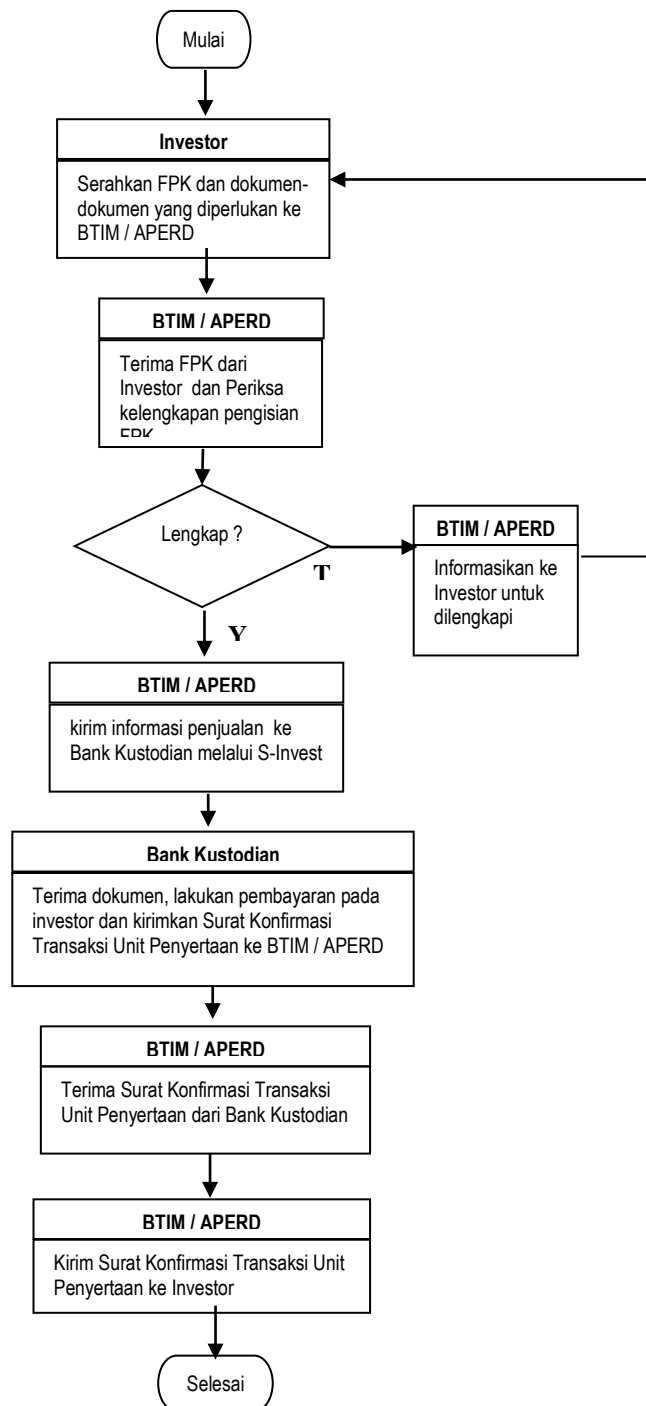 Mulai
Investor
Serahkan FPK dan dokumen-
dokumen yang diperlukan ke
BTIM / APERD
BTIM / APERD
Terima FPK dari
Investor dan Periksa
kelengkapan pengisian
FPK
Lengkap ?
T
BTIM / APERD
Informasikan ke
Investor untuk
dilengkapi
Y
BTIM / APERD
kirim informasi penjualan ke
Bank Kustodian melalui S-Invest
Bank Kustodian
Terima dokumen, lakukan pembayaran pada
investor dan kirimkan Surat Konfirmasi
Transaksi Unit Penyertaan ke BTIM / APERD
BTIM / APERD
Terima Surat Konfirmasi Transaksi
Unit Penyertaan dari Bank Kustodian
BTIM / APERD
Kirim Surat Konfirmasi Transaksi Unit
Penyertaan ke Investor
Selesai